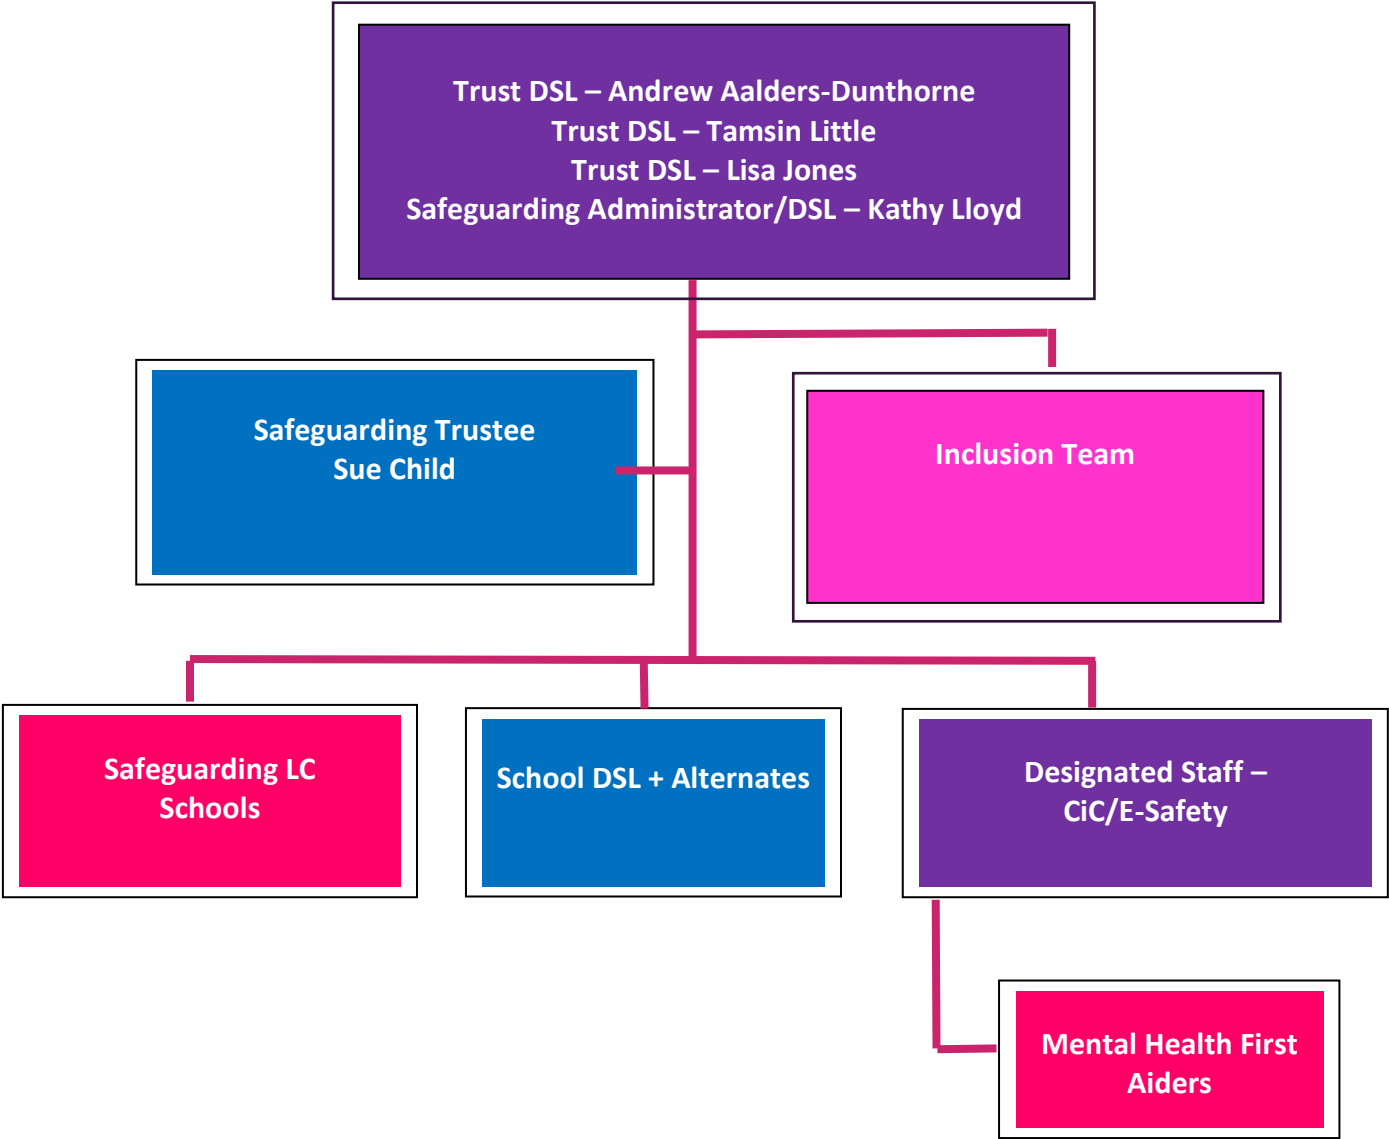 Trust DSL – Andrew Aalders-Dunthorne
Trust DSL – Tamsin Little
Trust DSL – Lisa Jones
Safeguarding Administrator/DSL – Kathy Lloyd
Safeguarding Trustee
Sue Child
Inclusion Team
Safeguarding LC
Schools
School DSL + Alternates
Designated Staff –
CiC/E-Safety
Mental Health First
Aiders